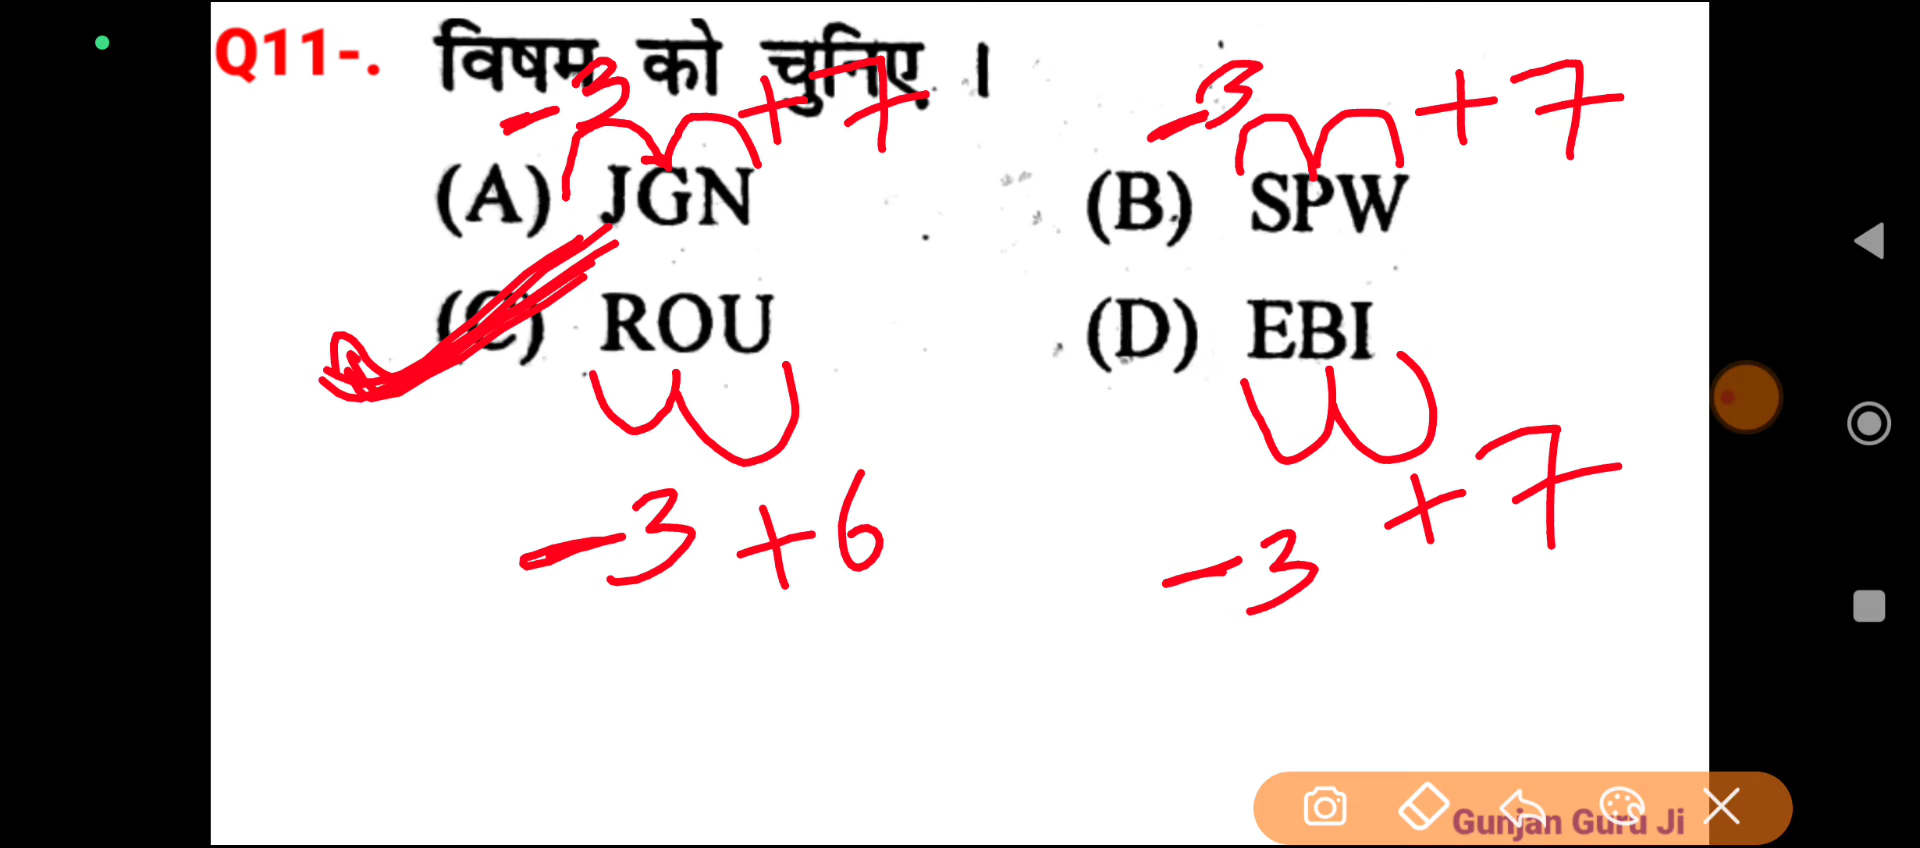 Q11-. विषम को चुनिए ।
-3 +7 -3 +7
(A) JGN (B) SPW
(C) ROU (D) EBI
-3 +6 -3 +7
Gunjan Guru Ji